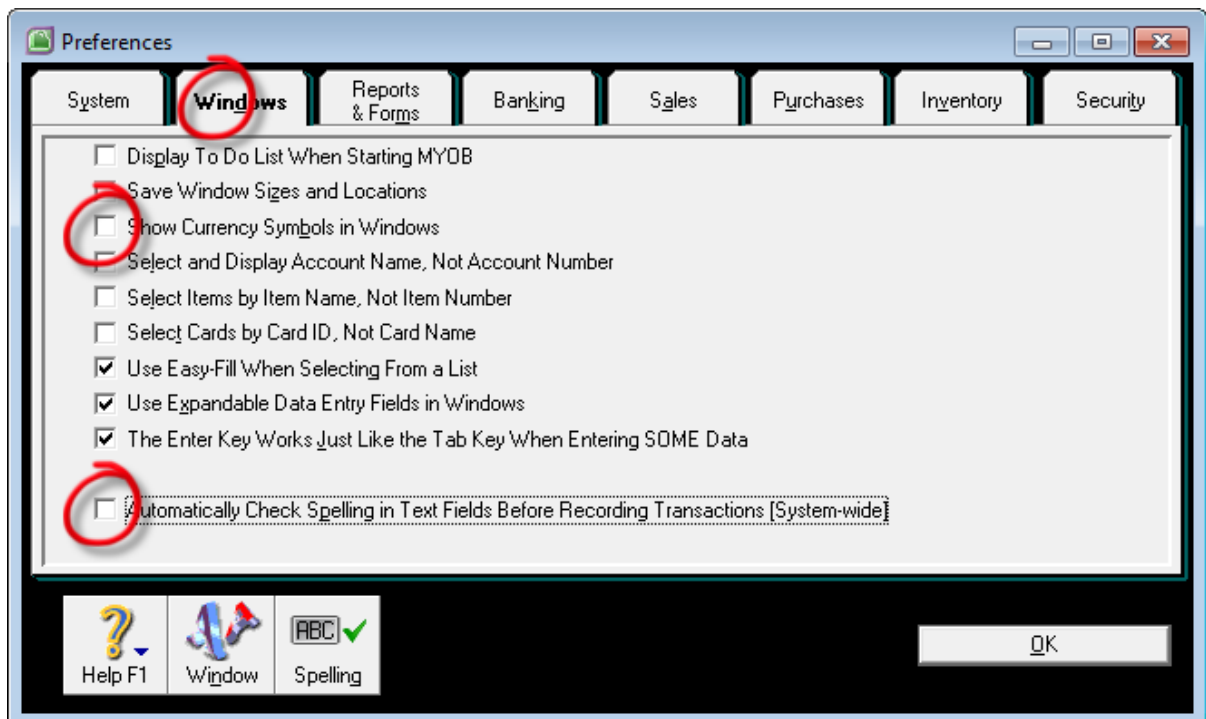 Preferences
System
Windows
Reports
& Forms
Banking
Sales
Purchases
Inventory
Security
Display To Do List When Starting MYOB
Save Window Sizes and Locations
Show Currency Symbols in Windows
Select and Display Account Name, Not Account Number
Select Items by Item Name, Not Item Number
Select Cards by Card ID, Not Card Name
Use Easy-Fill When Selecting From a List
Use Expandable Data Entry Fields in Windows
The Enter Key Works Just Like the Tab Key When Entering SOME Data
Automatically Check Spelling in Text Fields Before Recording Transactions [System-wide]
ABC
Help F1
Window
Spelling
OK